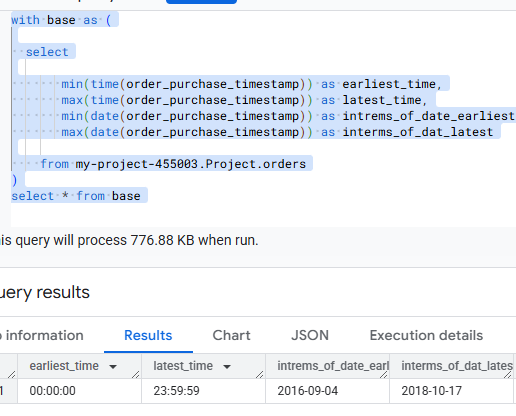 with base as (
select
min(time(order_purchase_timestamp)) as earliest_time,
max(time(order_purchase_timestamp)) as latest_time,
min(date(order_purchase_timestamp)) as intrems_of_date_earliest
max(date(order_purchase_timestamp)) as interms_of_dat_latest
from my-project-455003.Project.orders
)
select * from base
is query will process 776.88 KB when run.
uery results
information Results Chart JSON Execution details
earliest_time latest_time intrems_of_date_earl interms_of_dat_lates
1 00:00:00 23:59:59 2016-09-04 2018-10-17